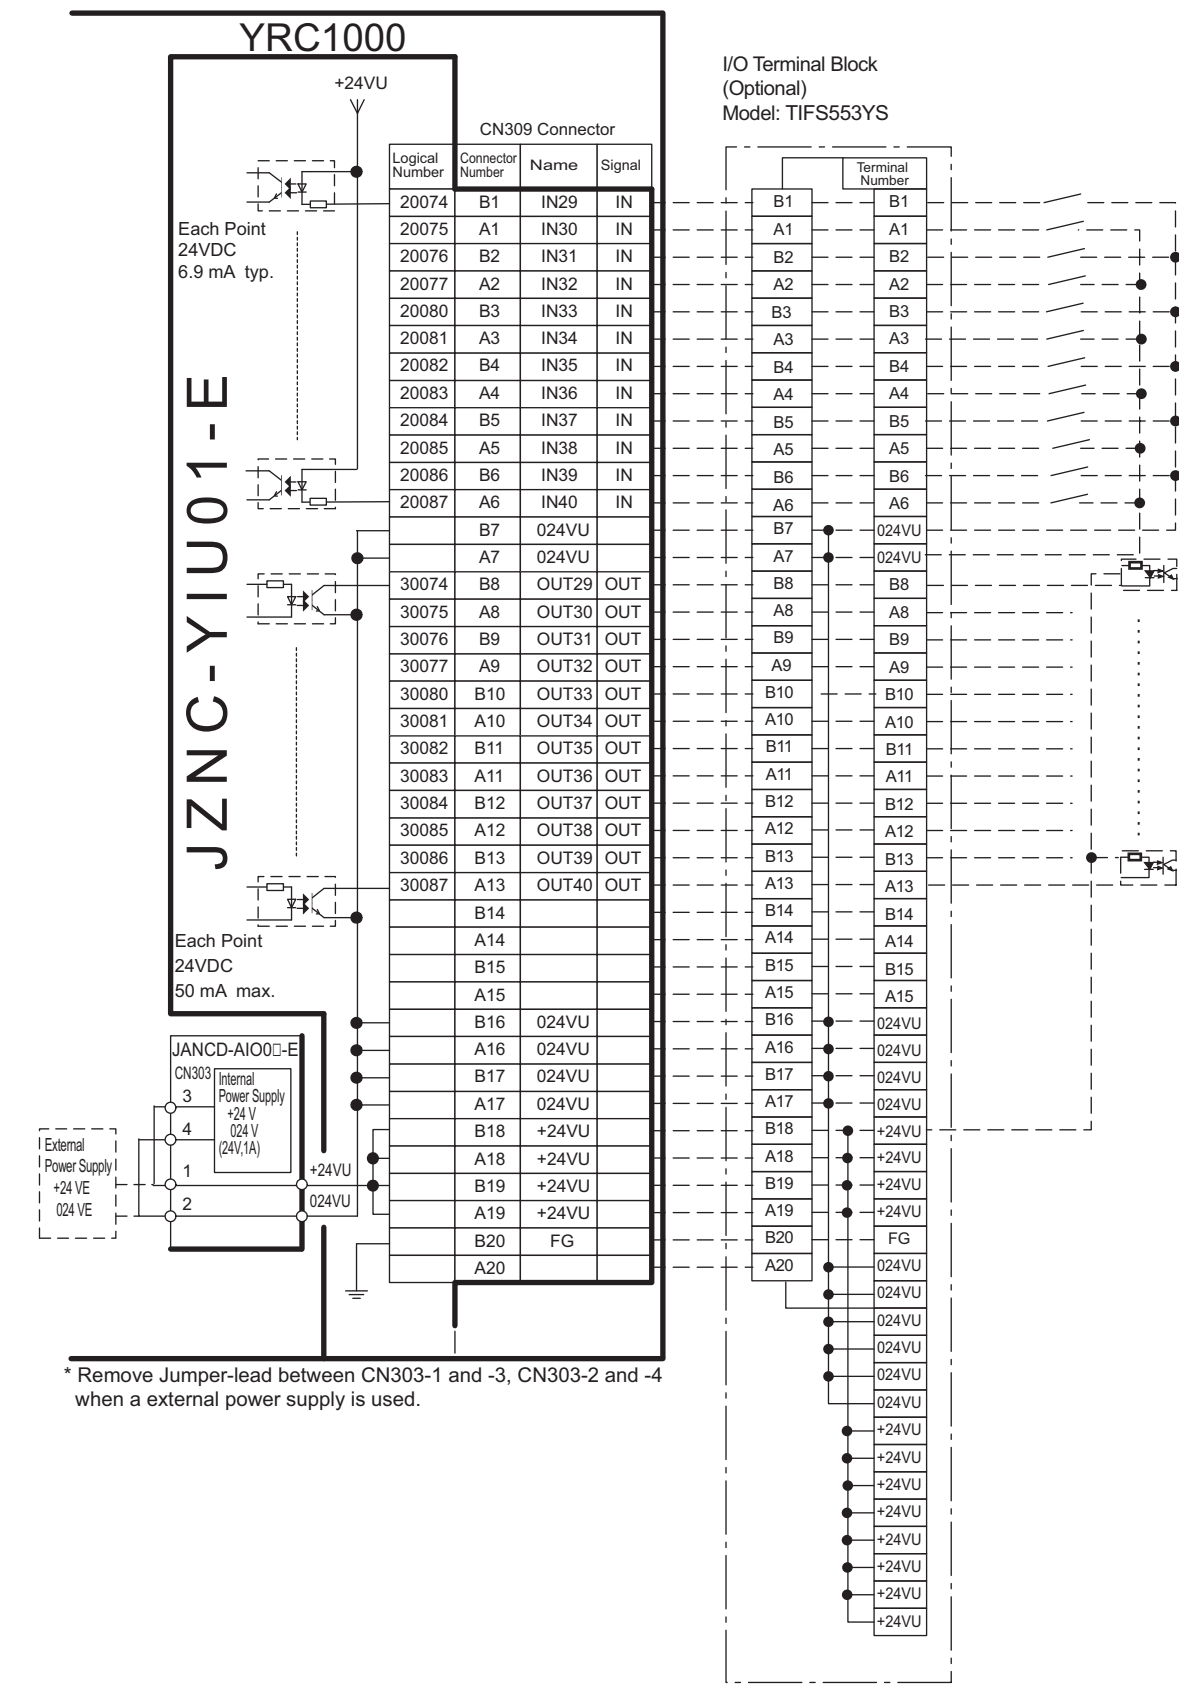 YRC1000
+24VU
I/O Terminal Block
(Optional)
Model: TIFS553YS
CN309 Connector
Logical Number Connector Number Name Signal
Terminal Number
20074 B1 IN29 IN B1 B1
20075 A1 IN30 IN A1 A1
20076 B2 IN31 IN B2 B2
20077 A2 IN32 IN A2 A2
20080 B3 IN33 IN B3 B3
20081 A3 IN34 IN A3 A3
20082 B4 IN35 IN B4 B4
20083 A4 IN36 IN A4 A4
20084 B5 IN37 IN B5 B5
20085 A5 IN38 IN A5 A5
20086 B6 IN39 IN B6 B6
20087 A6 IN40 IN A6 A6
B7 024VU B7 024VU
A7 024VU A7 024VU
30074 B8 OUT29 OUT B8 B8
30075 A8 OUT30 OUT A8 A8
30076 B9 OUT31 OUT B9 B9
30077 A9 OUT32 OUT A9 A9
30080 B10 OUT33 OUT B10 B10
30081 A10 OUT34 OUT A10 A10
30082 B11 OUT35 OUT B11 B11
30083 A11 OUT36 OUT A11 A11
30084 B12 OUT37 OUT B12 B12
30085 A12 OUT38 OUT A12 A12
30086 B13 OUT39 OUT B13 B13
30087 A13 OUT40 OUT A13 A13
B14 B14 B14
A14 A14 A14
B15 B15 B15
A15 A15 A15
B16 024VU B16 024VU
A16 024VU A16 024VU
B17 024VU B17 024VU
A17 024VU A17 024VU
B18 +24VU B18 +24VU
A18 +24VU A18 +24VU
B19 +24VU B19 +24VU
A19 +24VU A19 +24VU
B20 FG B20 FG
A20 A20 024VU
024VU
024VU
024VU
024VU
024VU
+24VU
+24VU
+24VU
+24VU
+24VU
+24VU
+24VU
+24VU
Each Point
24VDC
6.9 mA typ.
JZNC-YIU01-E
Each Point
24VDC
50 mA max.
JANCD-AIO0□-E
CN303
3
4
1
2
Internal
Power Supply
+24 V
024 V
(24V,1A)
+24VU
024VU
External
Power Supply
+24 VE
024 VE
* Remove Jumper-lead between CN303-1 and -3, CN303-2 and -4
when a external power supply is used.